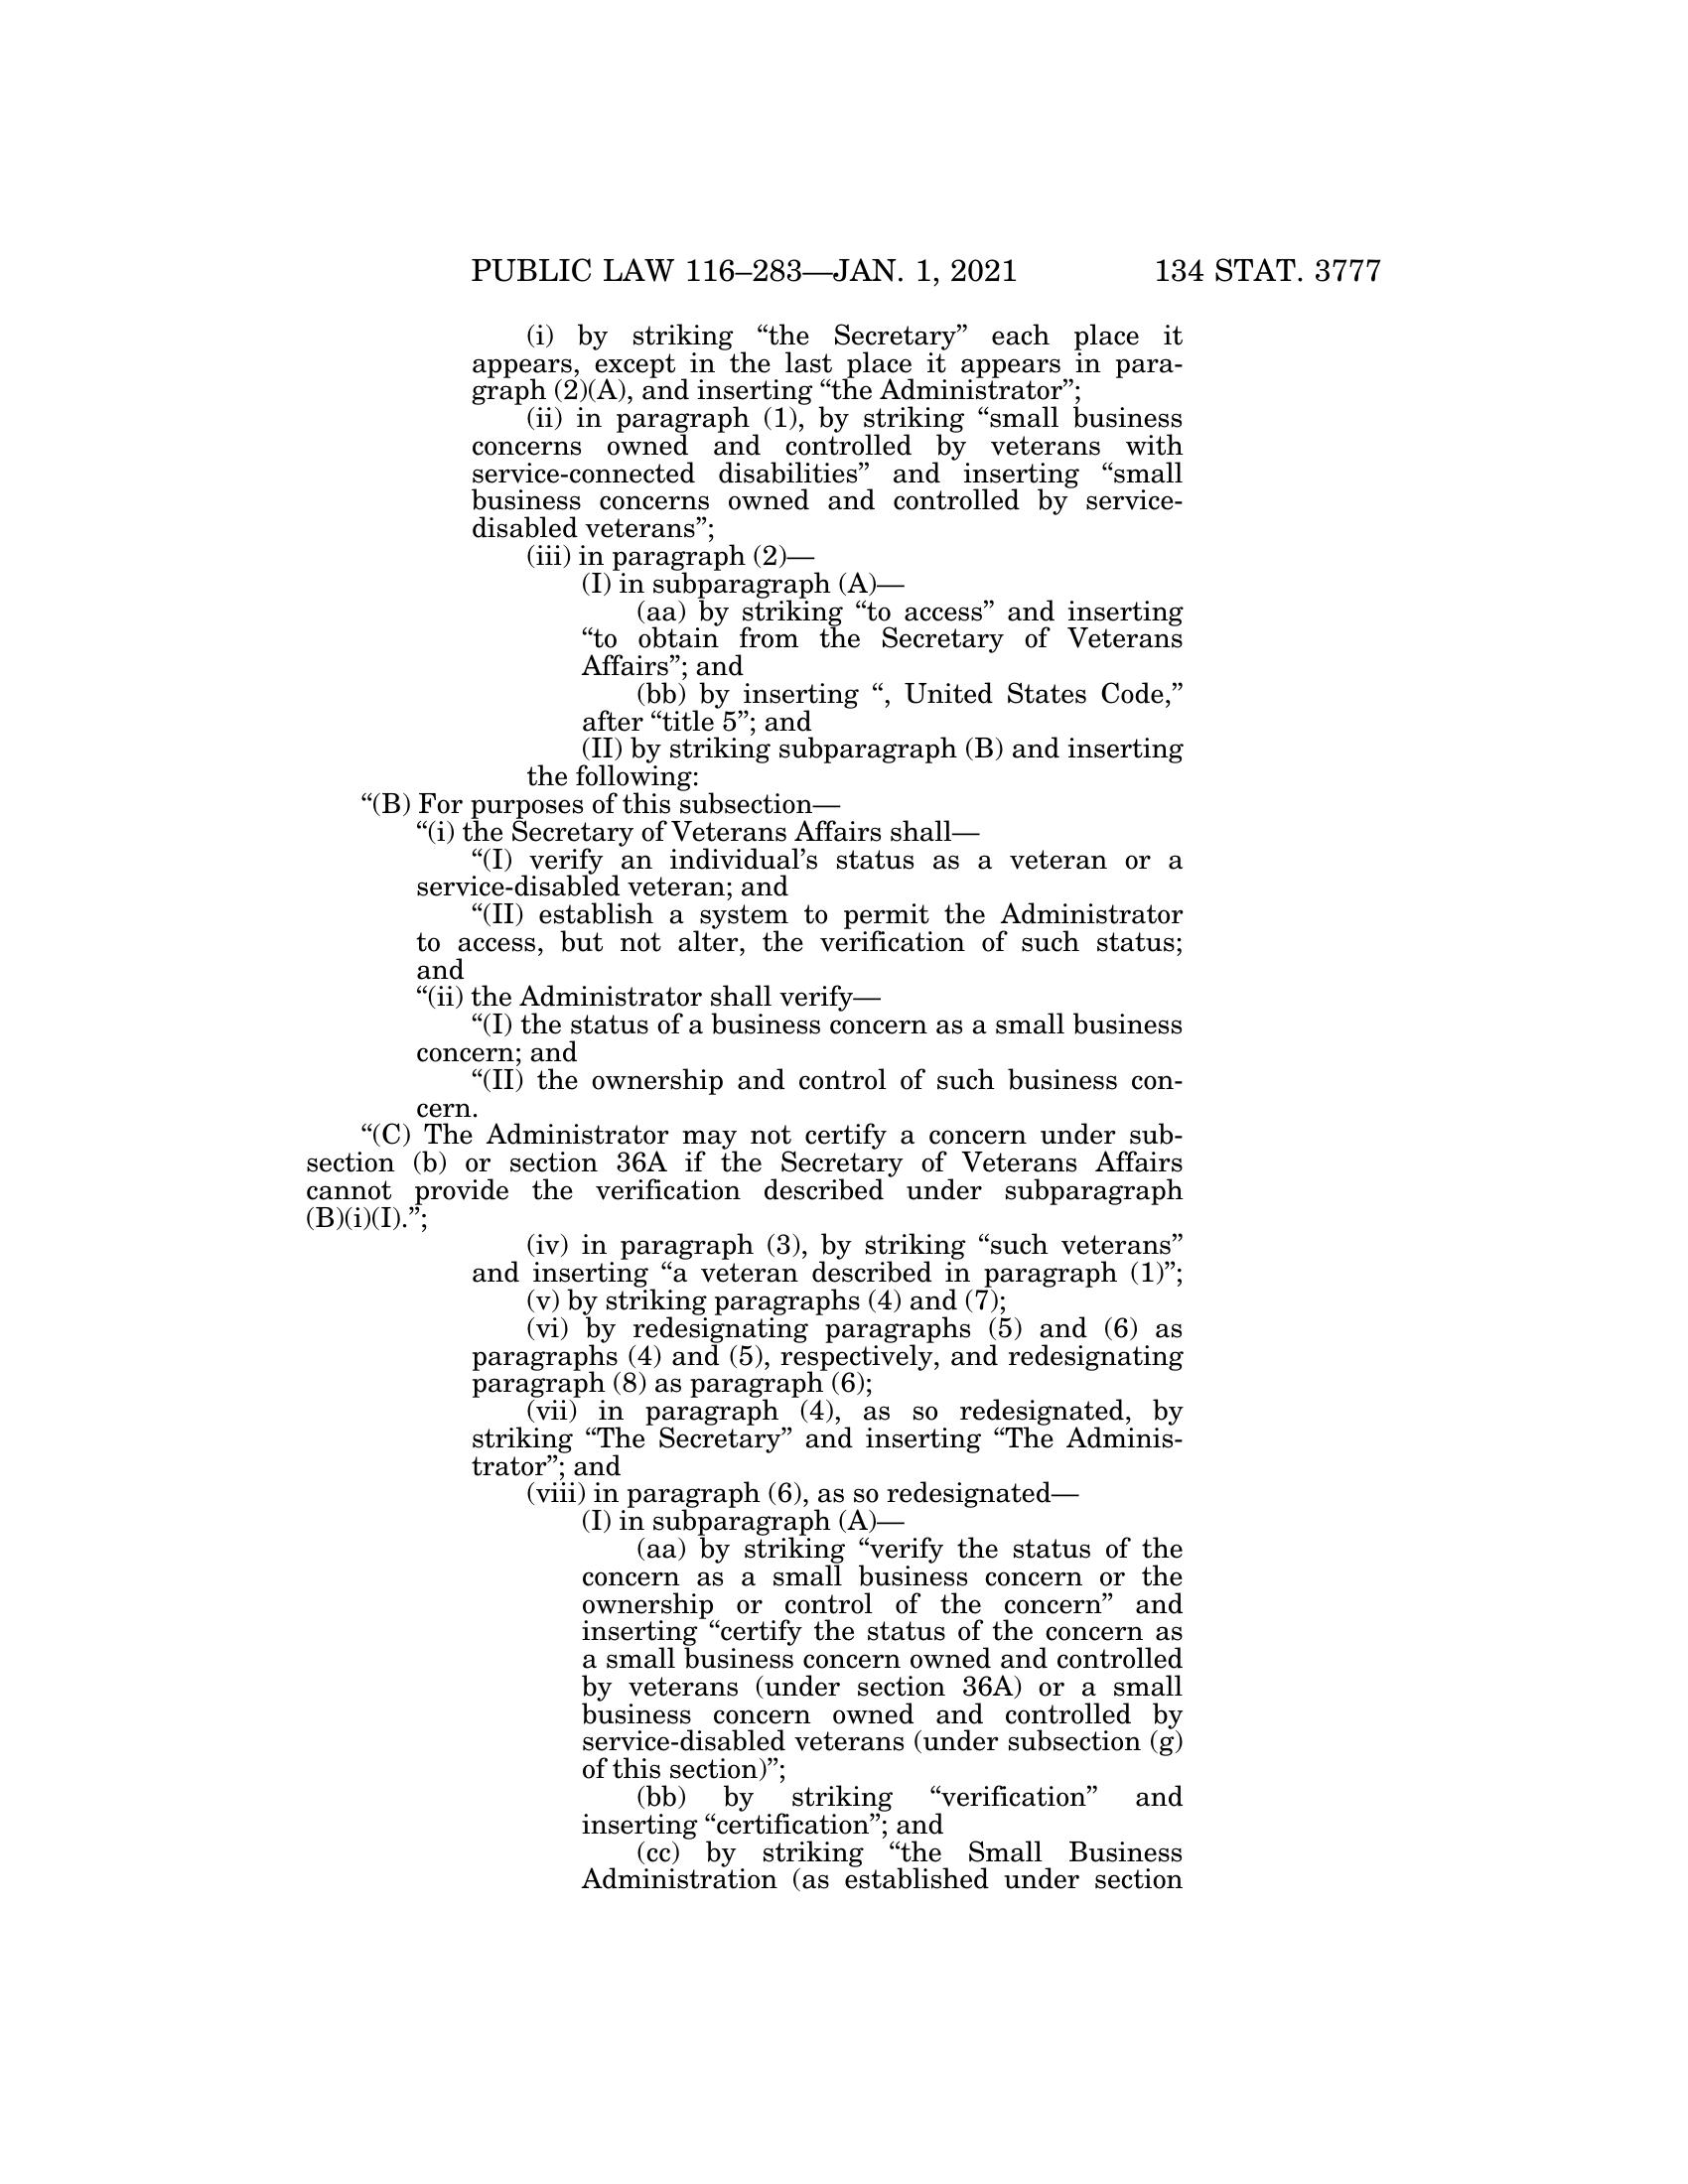 PUBLIC LAW 116–283—JAN. 1, 2021 134 STAT. 3777
(i) by striking “the Secretary” each place it
appears, except in the last place it appears in para-
graph (2)(A), and inserting “the Administrator”;
(ii) in paragraph (1), by striking “small business
concerns owned and controlled by veterans with
service-connected disabilities” and inserting “small
business concerns owned and controlled by service-
disabled veterans”;
(iii) in paragraph (2)—
(I) in subparagraph (A)—
(aa) by striking “to access” and inserting
“to obtain from the Secretary of Veterans
Affairs”; and
(bb) by inserting “, United States Code,”
after “title 5”; and
(II) by striking subparagraph (B) and inserting
the following:
“(B) For purposes of this subsection—
“(i) the Secretary of Veterans Affairs shall—
“(I) verify an individual’s status as a veteran or a
service-disabled veteran; and
“(II) establish a system to permit the Administrator
to access, but not alter, the verification of such status;
and
“(ii) the Administrator shall verify—
“(I) the status of a business concern as a small business
concern; and
“(II) the ownership and control of such business con-
cern.
“(C) The Administrator may not certify a concern under sub-
section (b) or section 36A if the Secretary of Veterans Affairs
cannot provide the verification described under subparagraph
(B)(i)(I).”;
(iv) in paragraph (3), by striking “such veterans”
and inserting “a veteran described in paragraph (1)”;
(v) by striking paragraphs (4) and (7);
(vi) by redesignating paragraphs (5) and (6) as
paragraphs (4) and (5), respectively, and redesignating
paragraph (8) as paragraph (6);
(vii) in paragraph (4), as so redesignated, by
striking “The Secretary” and inserting “The Adminis-
trator”; and
(viii) in paragraph (6), as so redesignated—
(I) in subparagraph (A)—
(aa) by striking “verify the status of the
concern as a small business concern or the
ownership or control of the concern” and
inserting “certify the status of the concern as
a small business concern owned and controlled
by veterans (under section 36A) or a small
business concern owned and controlled by
service-disabled veterans (under subsection (g)
of this section)”;
(bb) by striking “verification” and
inserting “certification”; and
(cc) by striking “the Small Business
Administration (as established under section